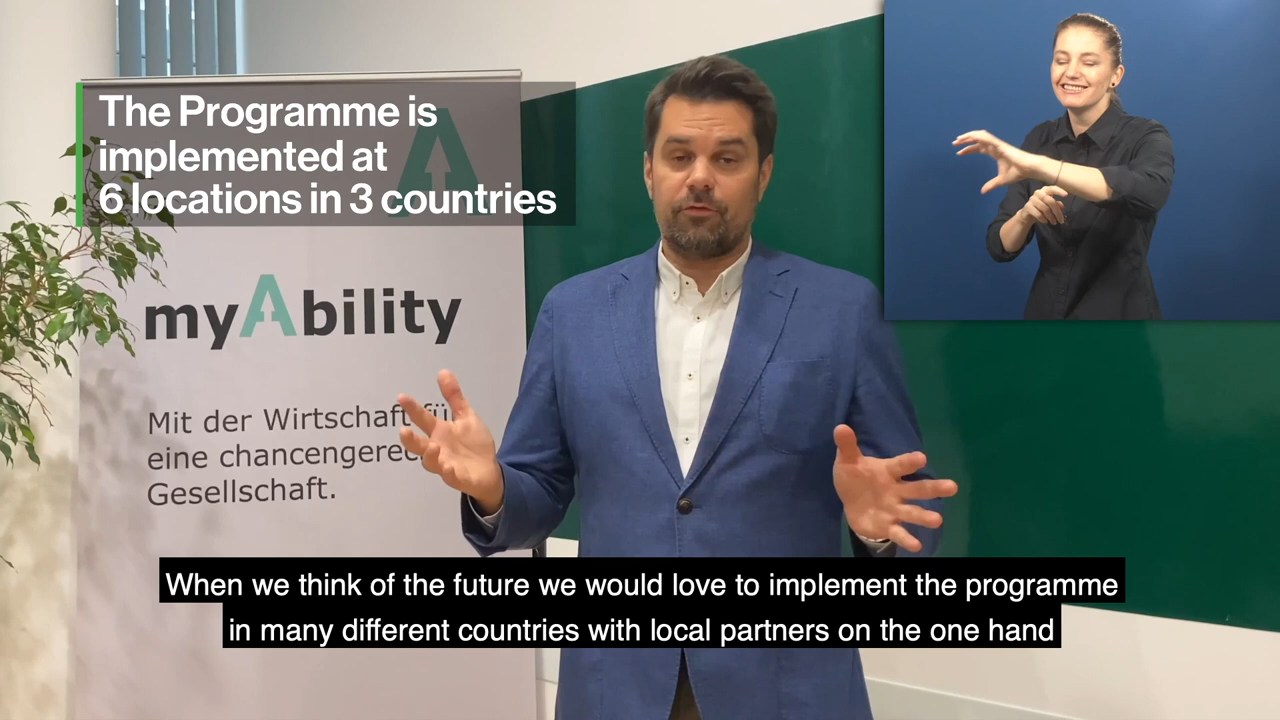 The Programme is
implemented at
6 locations in 3 countries
myAbility
Mit der Wirtschaft
eine
Gesellschaft.
When we think of the future we would love to implement the programme
in many different countries with local partners on the one hand